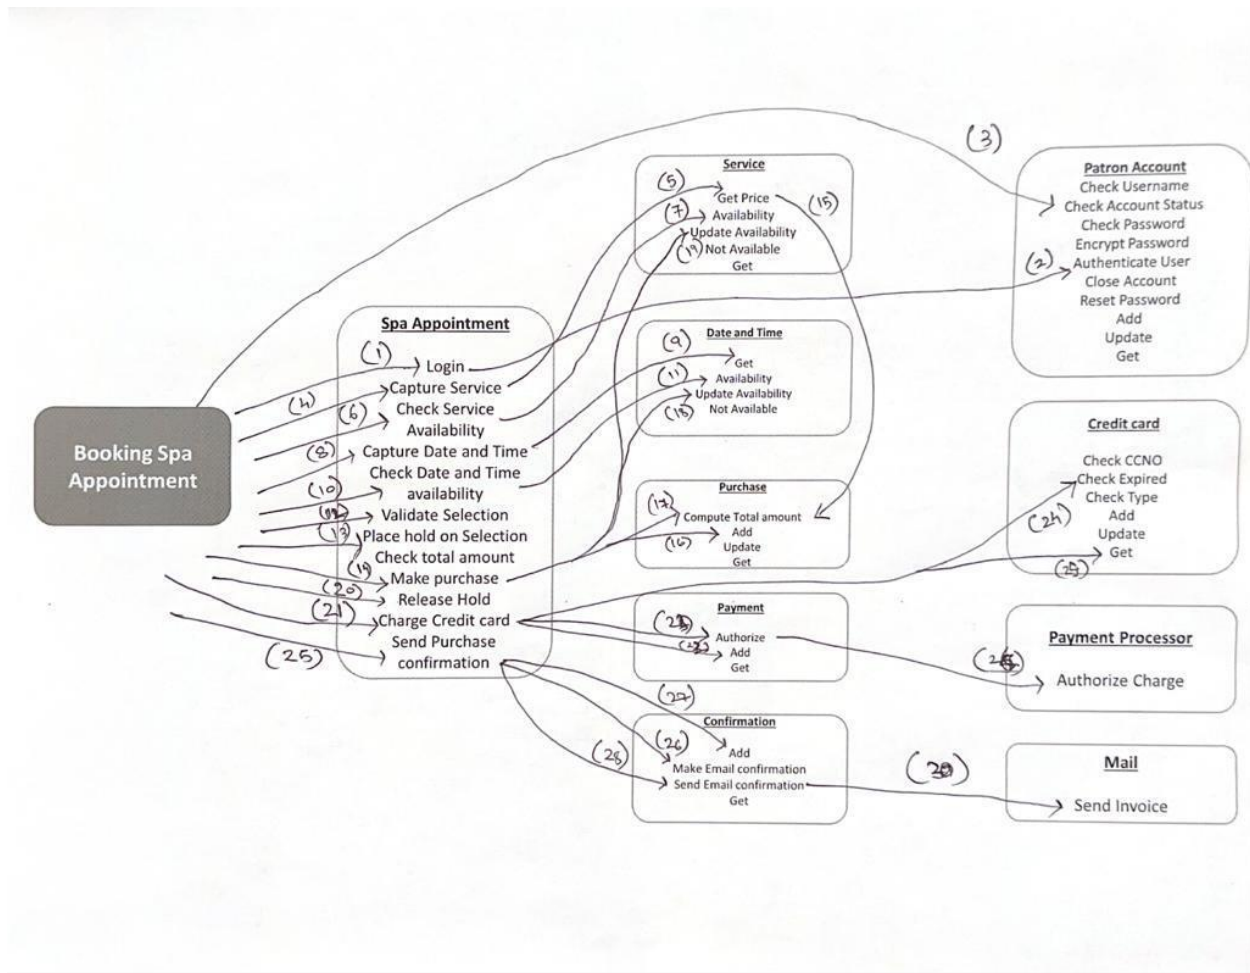 Booking Spa
Appointment
Spa Appointment
(1)
Login
(4)
Capture Service
(6)
Check Service
Availability
(8)
Capture Date and Time
Check Date and Time
(10)
availability
Validate Selection
(13)
Place hold on Selection
Check total amount
Make purchase
(20)
Release Hold
(21)
Charge Credit card
Send Purchase
confirmation
(25)
Service
(5)
Get Price
(15)
(7)
Availability
Update Availability
(19)
Not Available
Get
Date and Time
(9)
Get
(11)
Availability
Update Availability
(18)
Not Available
Purchase
(17)
Compute Total amount
Add
(16)
Update
Get
Payment
Authorize
Add
Get
Confirmation
(27)
Add
(26)
Make Email confirmation
(28)
Send Email confirmation
Get
(3)
Patron Account
Check Username
Check Account Status
Check Password
Encrypt Password
(2)
Authenticate User
Close Account
Reset Password
Add
Update
Get
Credit card
Check CCNO
Check Expired
Check Type
(24)
Add
Update
Get
Payment Processor
Authorize Charge
Mail
Send Invoice